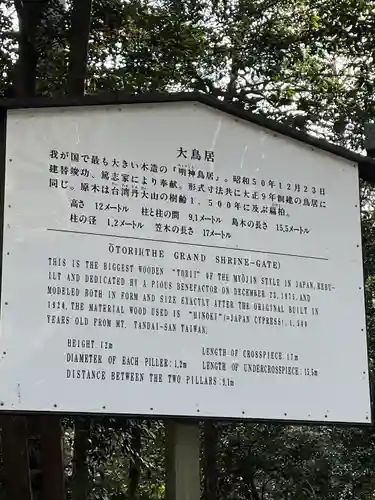 大鳥居
我が国で最も大きい木造の『明神鳥居』。昭和50年12月23日
建替竣功、篤志家により奉献。形式寸法共に大正9年創建の鳥居に
同じ。原木は台湾丹大山の樹齢1,500年に及ぶ扁柏。
高さ 12メートル 柱と柱の間 9,1メートル 島木の長さ 15,5メートル
柱の径 1,2メートル 笠木の長さ 17メートル
ŌTORII(THE GRAND SHRINE-GATE)
THIS IS THE BIGGEST WOODEN "TORII" OF THE MYŌJIN STYLE IN JAPAN, REBU-
ILT AND DEDICATED BY A PIOUS BENEFACTOR ON DECEMBER 23,1975,AND
MODELED BOTH IN FORM AND SIZE EXACTLY AFTER THE ORIGINAL BUILT IN
1920, THE MATERIAL WOOD USED IS "HINOKI"(=JAPAN CYPRESS),1,500
YEARS OLD FROM MT. TANDAI-SAN TAIWAN.
HEIGHT: 12m LENGTH OF CROSSPIECE: 17m
DIAMETER OF EACH PILLER: 1,2m LENGTH OF UNDERCROSSPIECE: 15,5m
DISTANCE BETWEEN THE TWO PILLARS: 9,1m